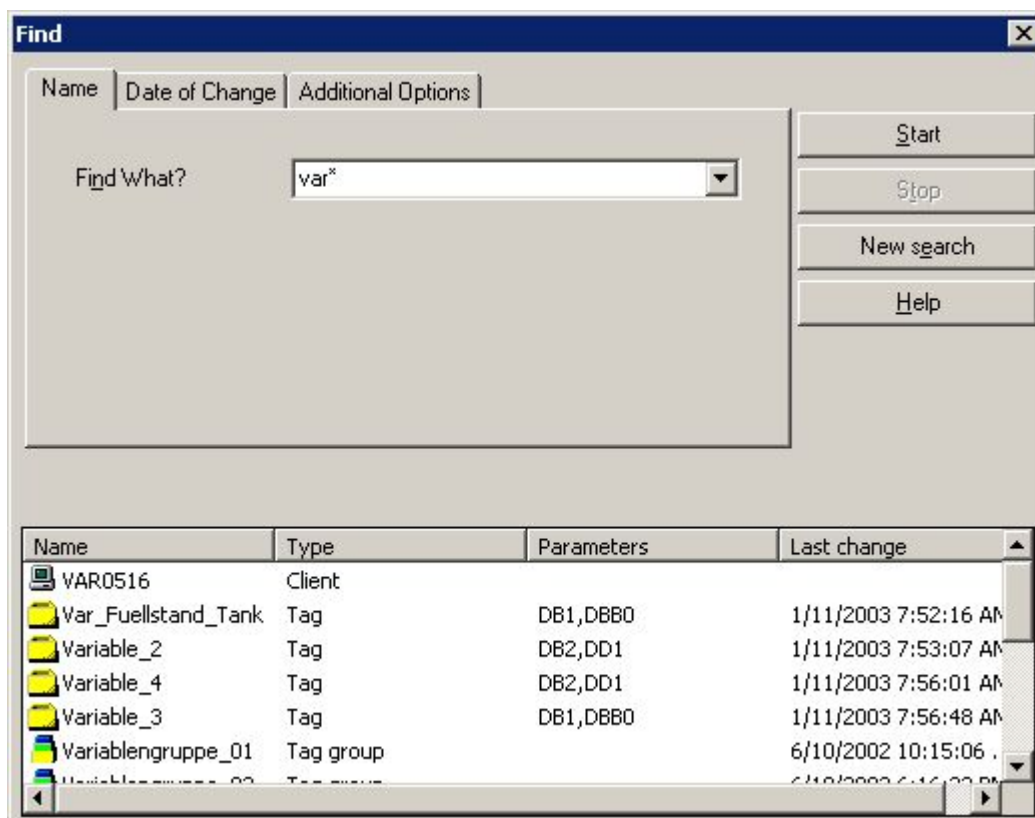 Find
Name Date of Change Additional Options
Start
Find What? var*
Stop
New search
Help
Name Type Parameters Last change
VAR0516 Client
Var_Fuellstand_Tank Tag DB1,DBB0 1/11/2003 7:52:16 AM
Variable_2 Tag DB2,DD1 1/11/2003 7:53:07 AM
Variable_4 Tag DB2,DD1 1/11/2003 7:56:01 AM
Variable_3 Tag DB1,DBB0 1/11/2003 7:56:48 AM
Variablengruppe_01 Tag group 6/10/2002 10:15:06 .